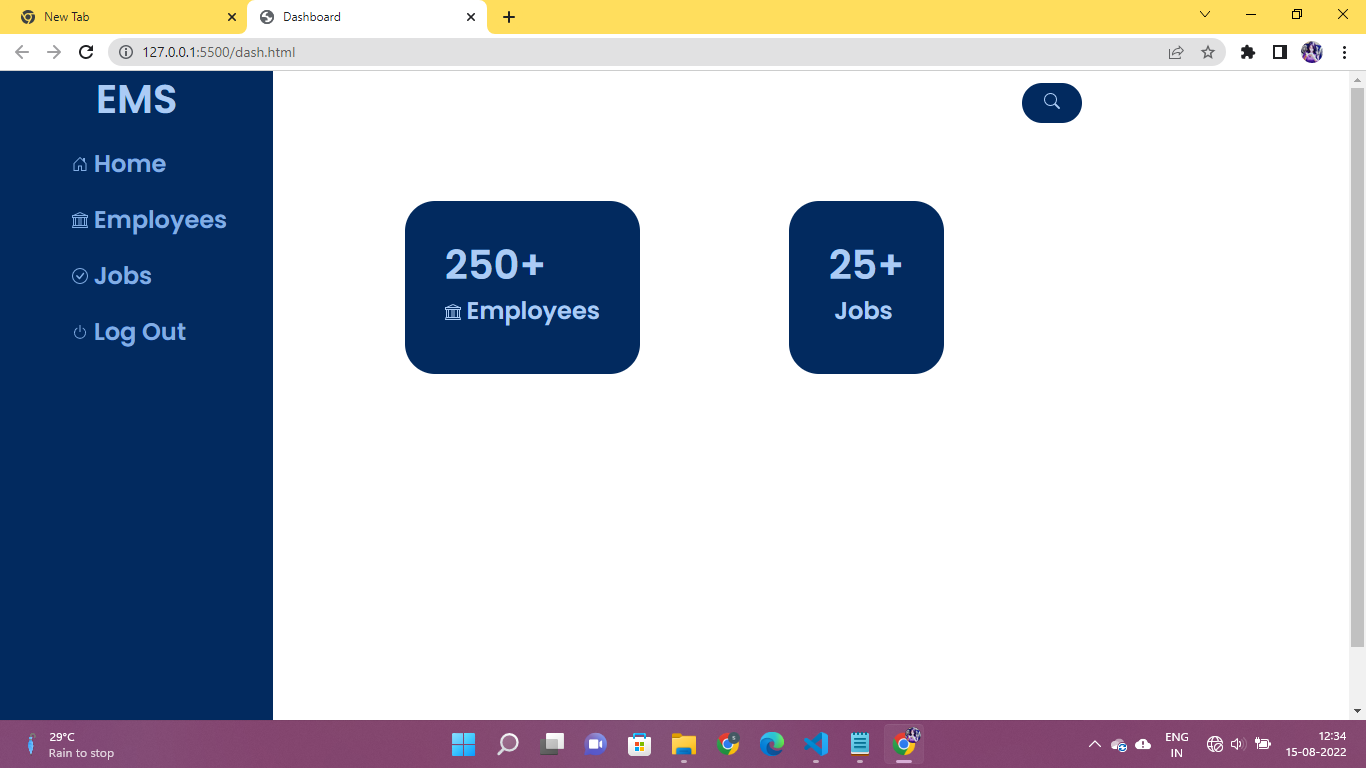 New Tab
Dashboard
127.0.0.1:5500/dash.html
EMS
Home
Employees
Jobs
Log Out
250+
Employees
25+
Jobs
29°C
Rain to stop
ENG
IN
12:34
15-08-2022